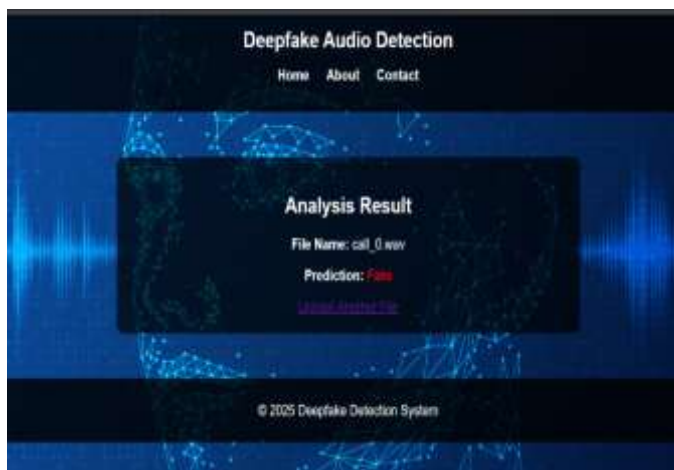 Deepfake Audio Detection
Home About Contact
Analysis Result
File Name: call_0.wav
Prediction: Fake
Upload Another File
© 2025 Deepfake Detection System